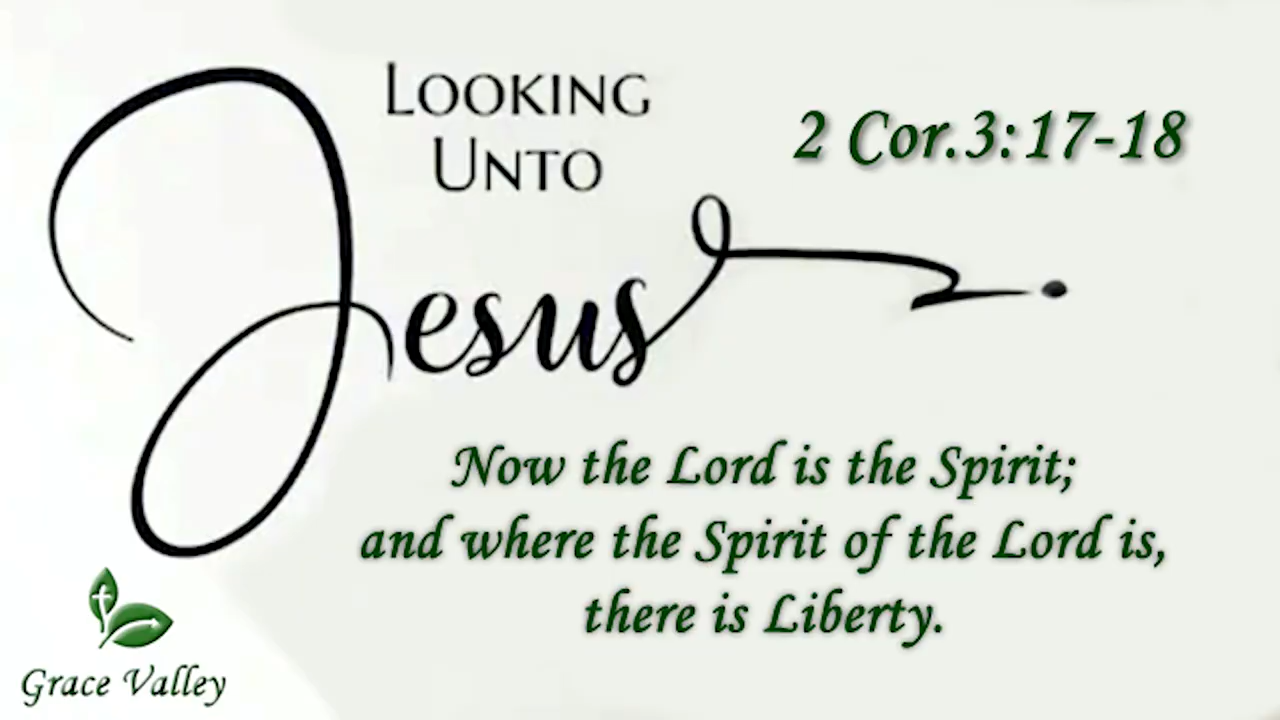 Looking
Unto
Jesus
2 Cor.3:17-18
Now the Lord is the Spirit;
and where the Spirit of the Lord is,
there is Liberty.
Grace Valley